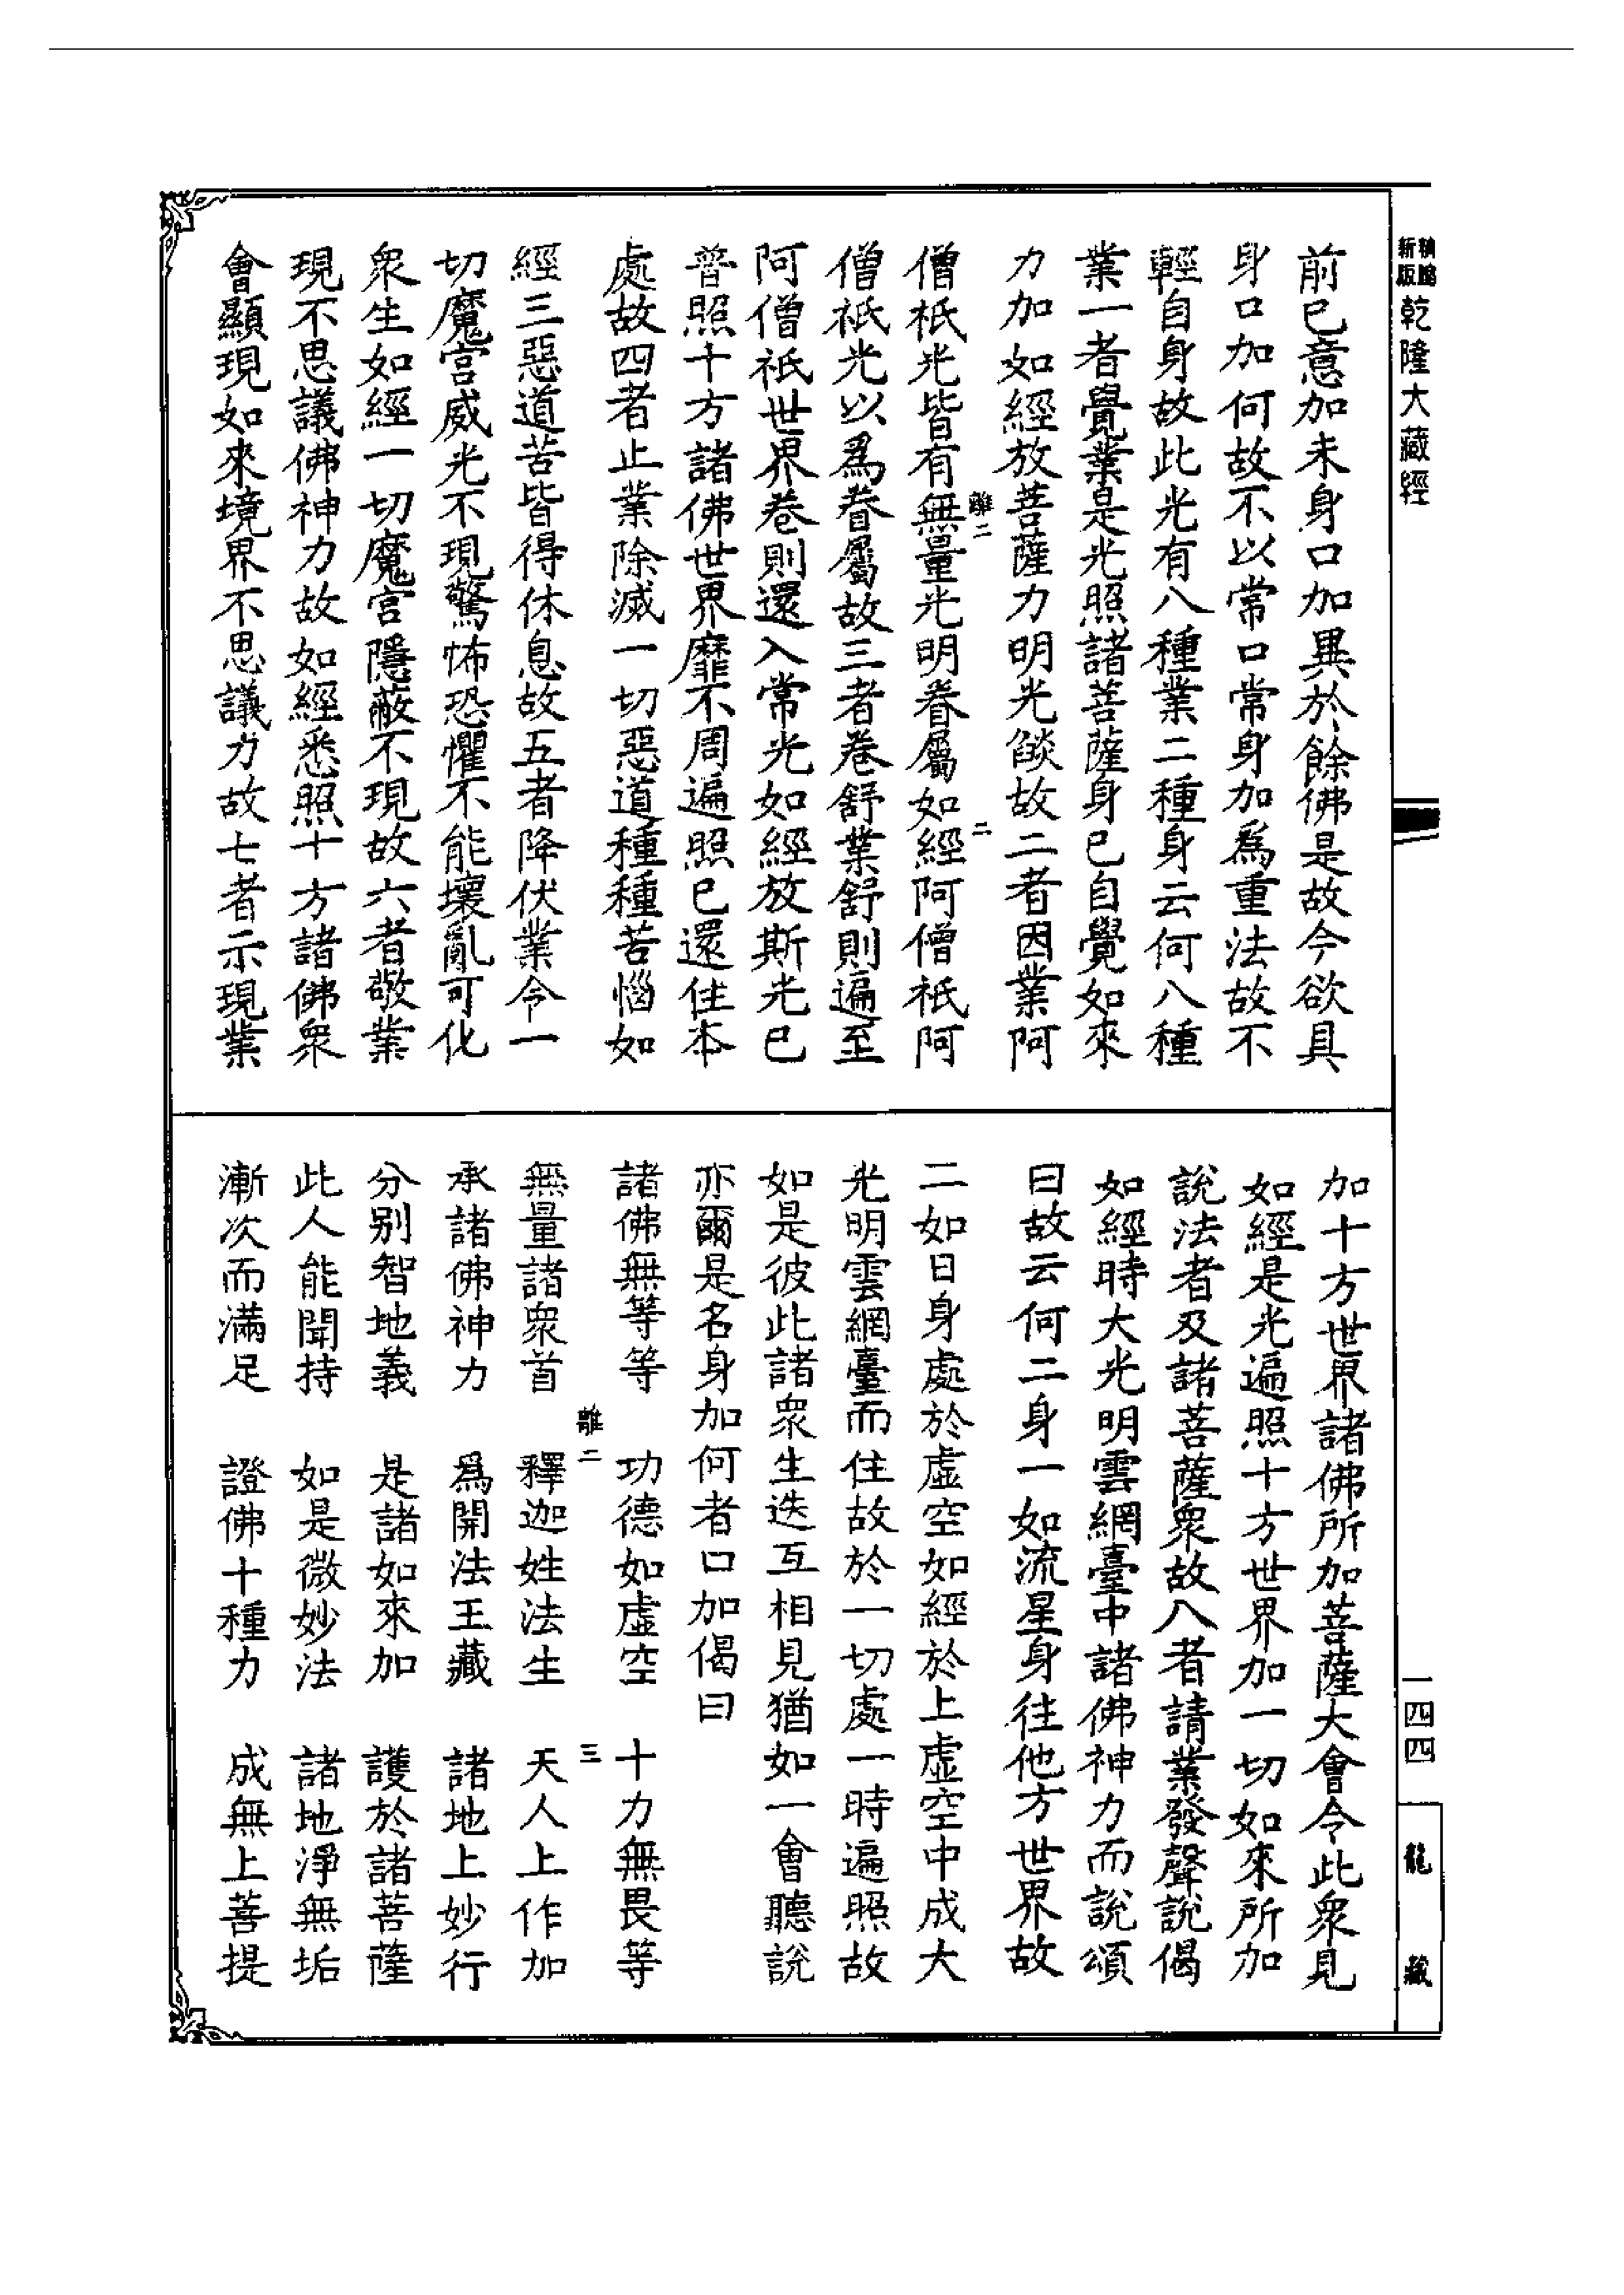 新版
精縮
乾隆大藏經
前已意加未身口加異於餘佛是故今欲具
身口加何故不以常口常身加爲重法故不
輕自身故此光有八種業二種身云何八種
業一者覺業是光照諸菩薩身已自覺如來
力加如經放菩薩力明光燄故二者因業阿
離二
二
僧祇光皆有無量光明眷屬如經阿僧祇阿
僧祇光以爲眷屬故三者卷舒業舒則遍至
阿僧祇世界卷則還入常光如經放斯光已
普照十方諸佛世界靡不周遍照已還住本
處故四者止業除滅一切惡道種種苦惱如
經三惡道苦皆得休息故五者降伏業令一
切魔宮威光不現驚怖恐懼不能壞亂可化
衆生如經一切魔宮隱蔽不現故六者敬業
現不思議佛神力故如經悉照十方諸佛衆
會顯現如來境界不思議力故七者示現業
加十方世界諸佛所加菩薩大會令此衆見
如經是光遍照十方世界加一切如來所加
說法者及諸菩薩衆故八者請業發聲說偈
如經時大光明雲網臺中諸佛神力而說頌
曰故云何二身一如流星身往他方世界故
二如日身處於虛空如經於上虛空中成大
光明雲網臺而住故於一切處一時遍照故
如是彼此諸衆生迭互相見猶如一會聽說
亦爾是名身加何者口加偈曰
諸佛無等等　功德如虛空　十力無畏等
離二
三
無量諸衆首　釋迦姓法生　天人上作加
承諸佛神力　爲開法王藏　諸地上妙行
分別智地義　是諸如來加　護於諸菩薩
此人能聞持　如是微妙法　諸地淨無垢
漸次而滿足　證佛十種力　成無上菩提
一四四
龍藏